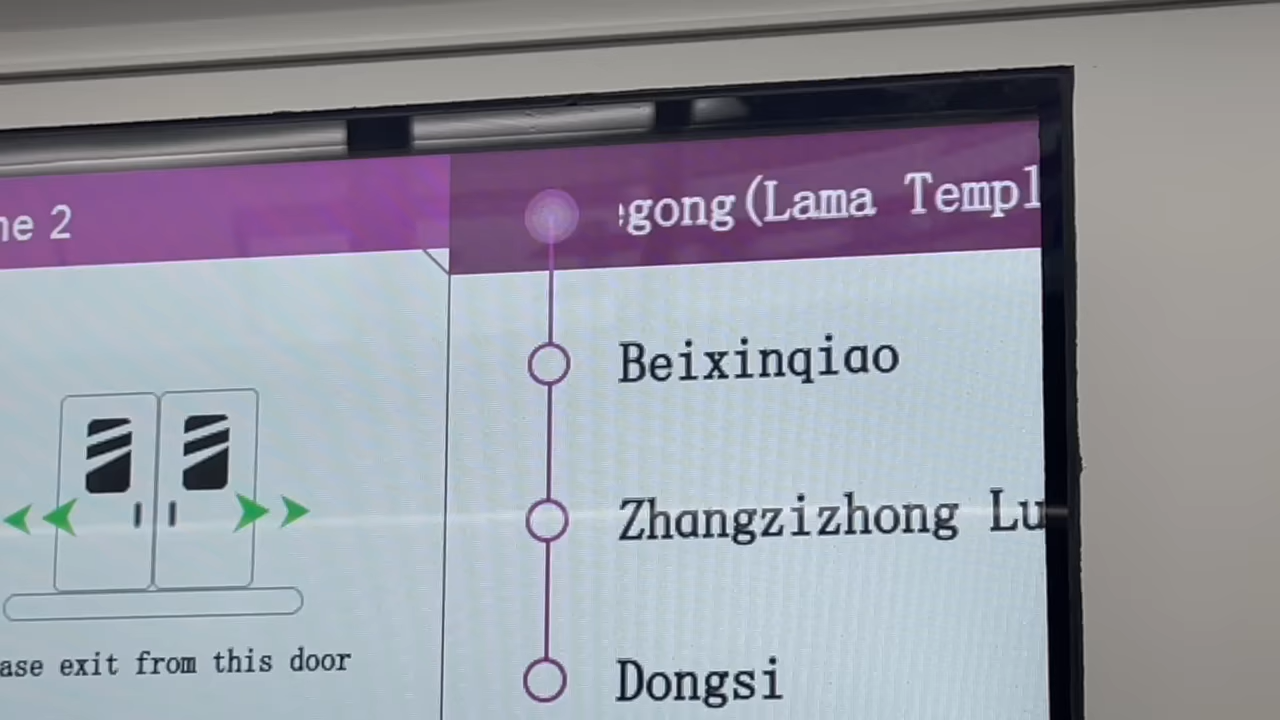 ne 2
egong(Lama Templ
Beixinqiao
Zhangzizhong Lu
Dongsi
ase exit from this door